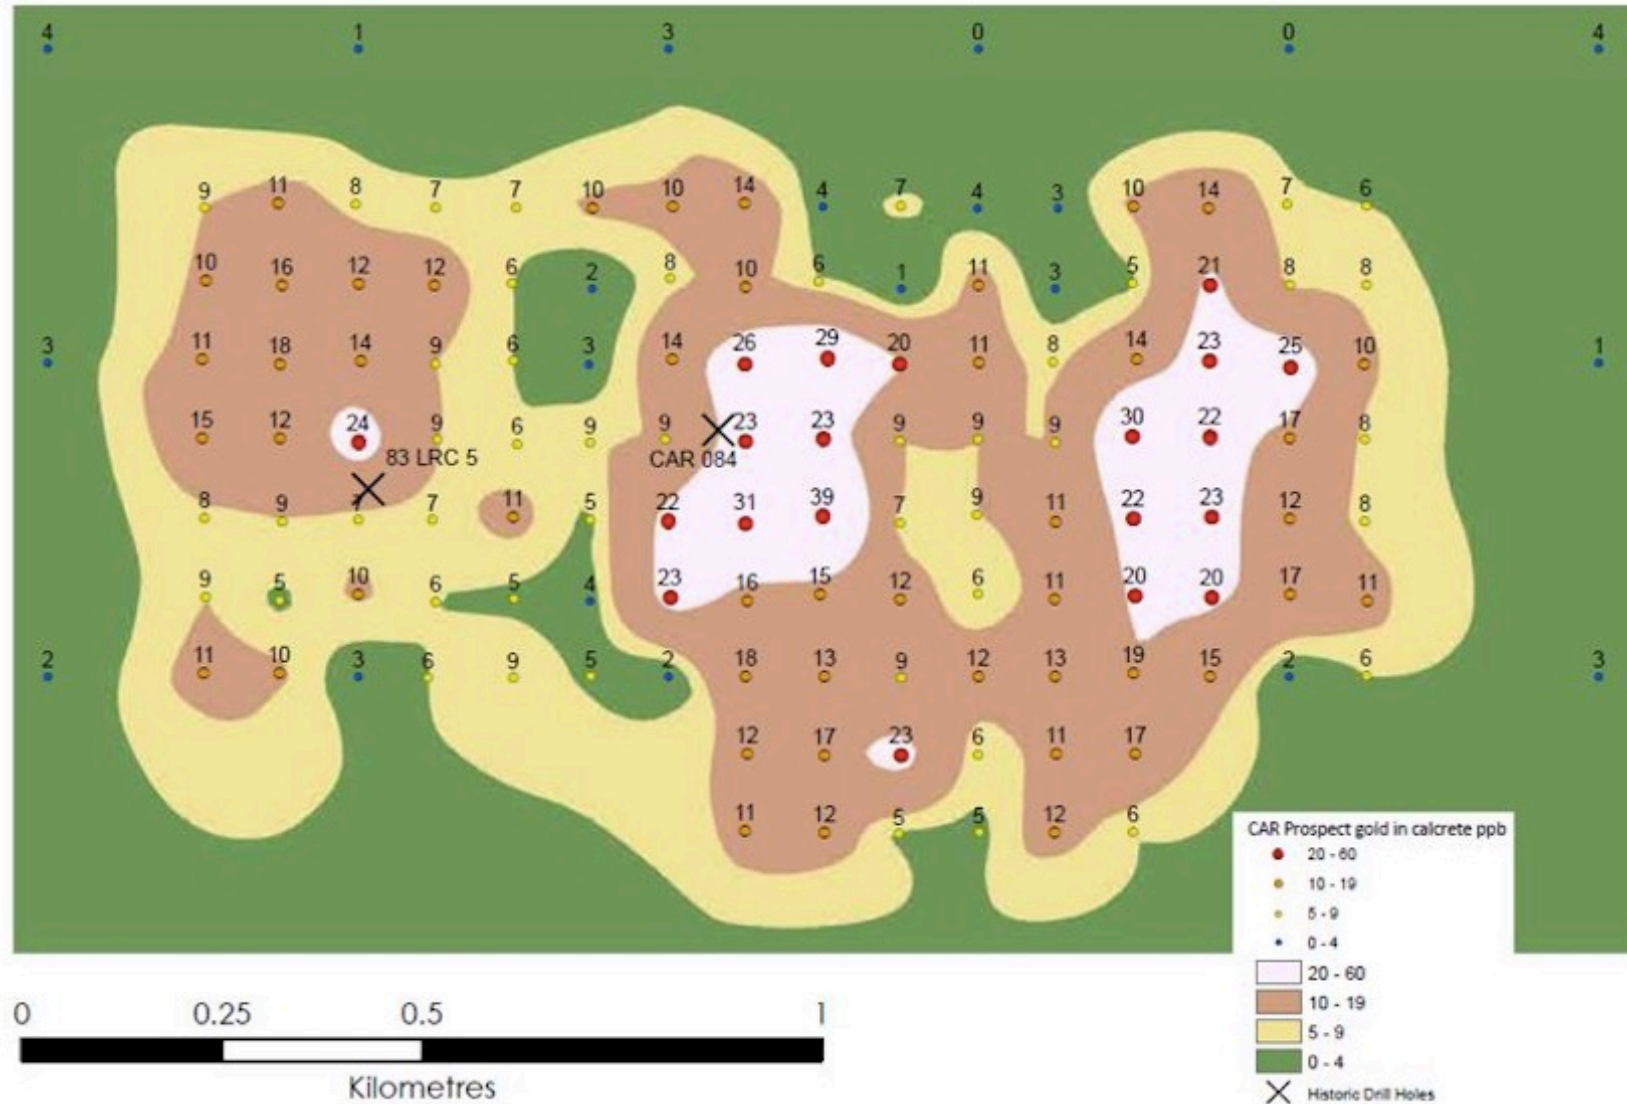 4 1 3 0 0 4
9 11 8 7 7 10 10 14 4 7 4 3 10 14 7 6
10 16 12 12 6 2 8 10 6 1 11 3 5 21 8 8
3 11 18 14 9 6 3 14 26 29 20 11 8 14 23 25 10 1
15 12 24 9 6 9 9 23 23 9 9 9 30 22 17 8
83 LRC 5 CAR 084
8 9 7 7 11 5 22 31 39 7 9 11 22 23 12 8
9 5 10 6 5 4 23 16 15 12 6 11 20 20 17 11
2 11 10 3 6 9 5 2 18 13 9 12 13 19 15 2 6 3
12 17 23 6 11 17
11 12 5 5 12 6
CAR Prospect gold in calcrete ppb
20 - 60
10 - 19
5 - 9
0 - 4
20 - 60
10 - 19
5 - 9
0 - 4
Historic Drill Holes
0 0.25 0.5 1
Kilometres